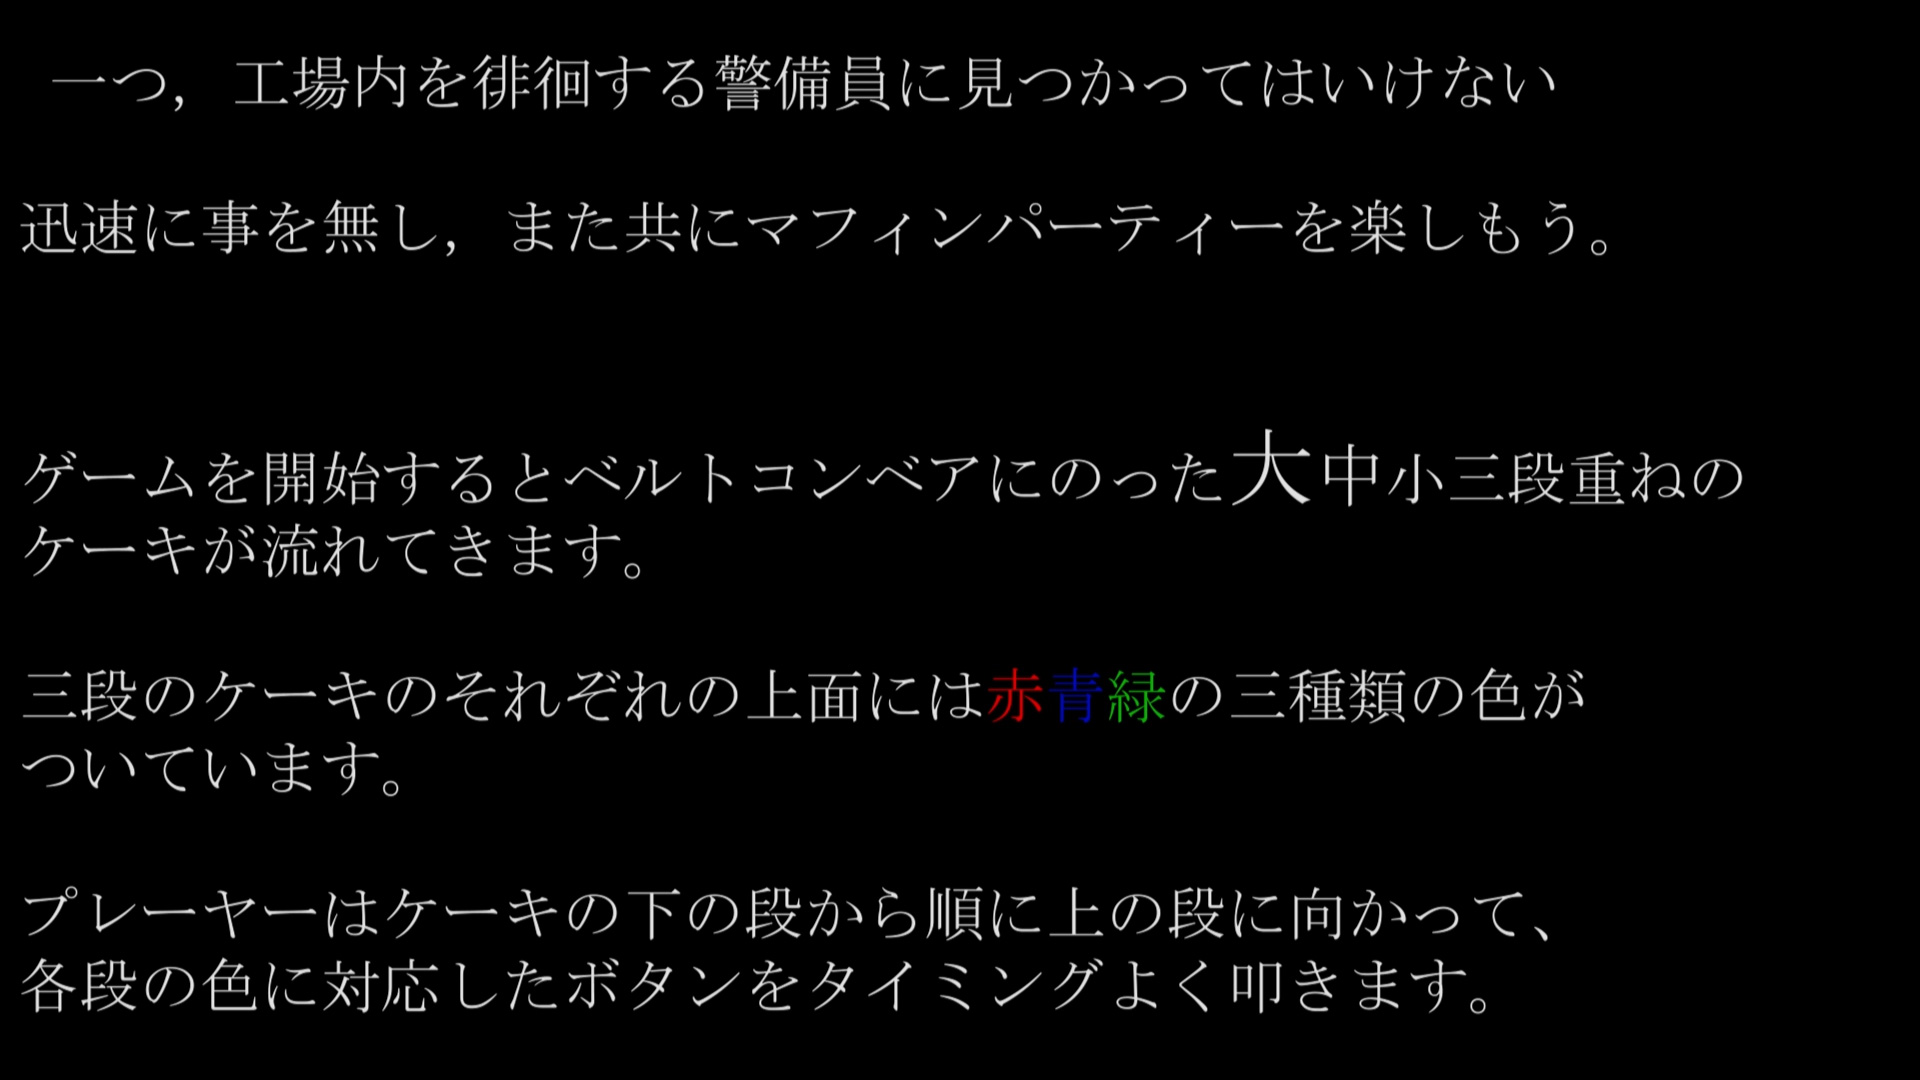 一つ，工場内を徘徊する警備員に見つかってはいけない
迅速に事を無し，また共にマフィンパーティーを楽しもう。
ゲームを開始するとベルトコンベアにのった大中小三段重ねの
ケーキが流れてきます。
三段のケーキのそれぞれの上面には赤青緑の三種類の色が
ついています。
プレーヤーはケーキの下の段から順に上の段に向かって、
各段の色に対応したボタンをタイミングよく叩きます。